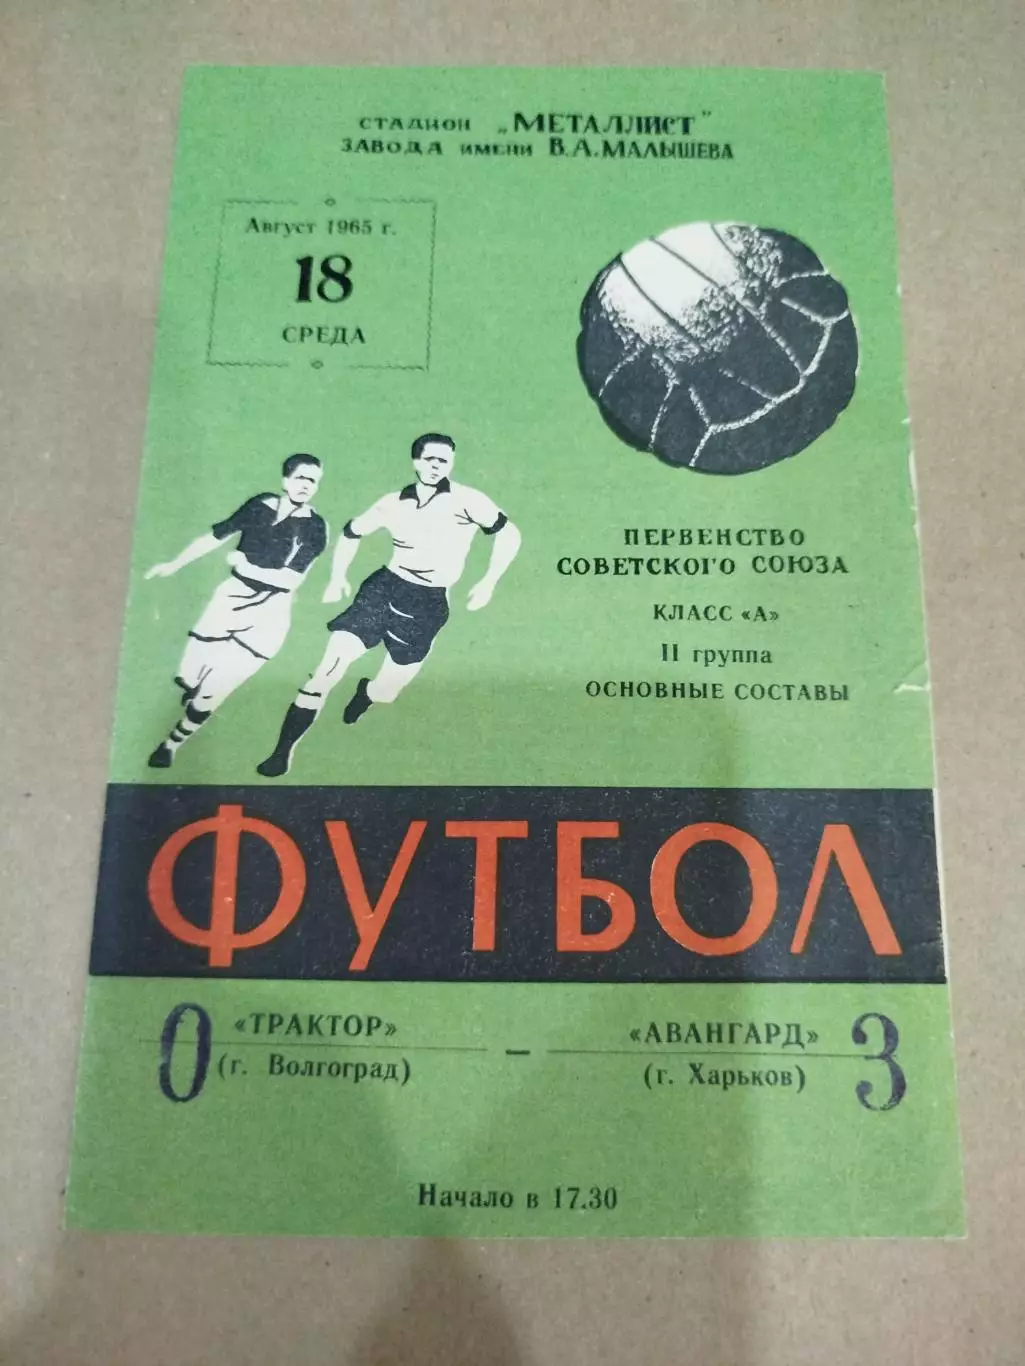 СТАДИОН „МЕТАЛЛИСТ"
ЗАВОДА ИМЕНИ В.А.МАЛЫШЕВА
Август 1965 г.
18
СРЕДА
ПЕРВЕНСТВО
СОВЕТСКОГО СОЮЗА
КЛАСС «А»
II группа
ОСНОВНЫЕ СОСТАВЫ
ФУТБОЛ
0 «ТРАКТОР» – «АВАНГАРД» 3
(г. Волгоград) (г. Харьков)
Начало в 17.30